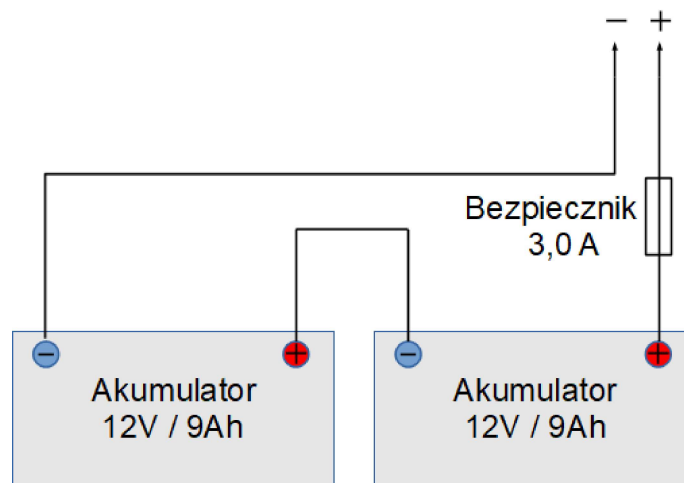 − +
Bezpiecznik
3,0 A
− + − +
Akumulator
12V / 9Ah
Akumulator
12V / 9Ah